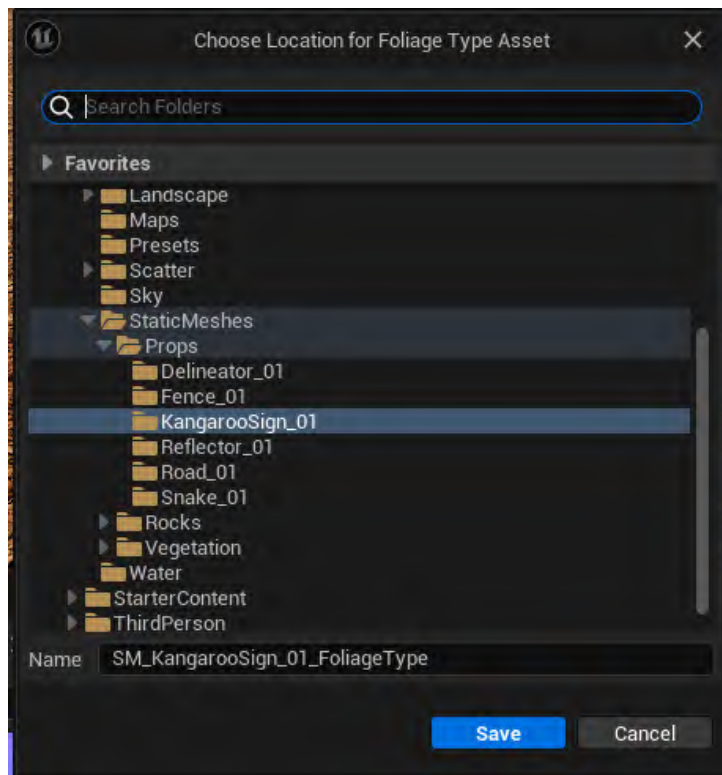 Choose Location for Foliage Type Asset
Search Folders
Favorites
Landscape
Maps
Presets
Scatter
Sky
StaticMeshes
Props
Delineator_01
Fence_01
KangarooSign_01
Reflector_01
Road_01
Snake_01
Rocks
Vegetation
Water
StarterContent
ThirdPerson
Name SM_KangarooSign_01_FoliageType
Save Cancel